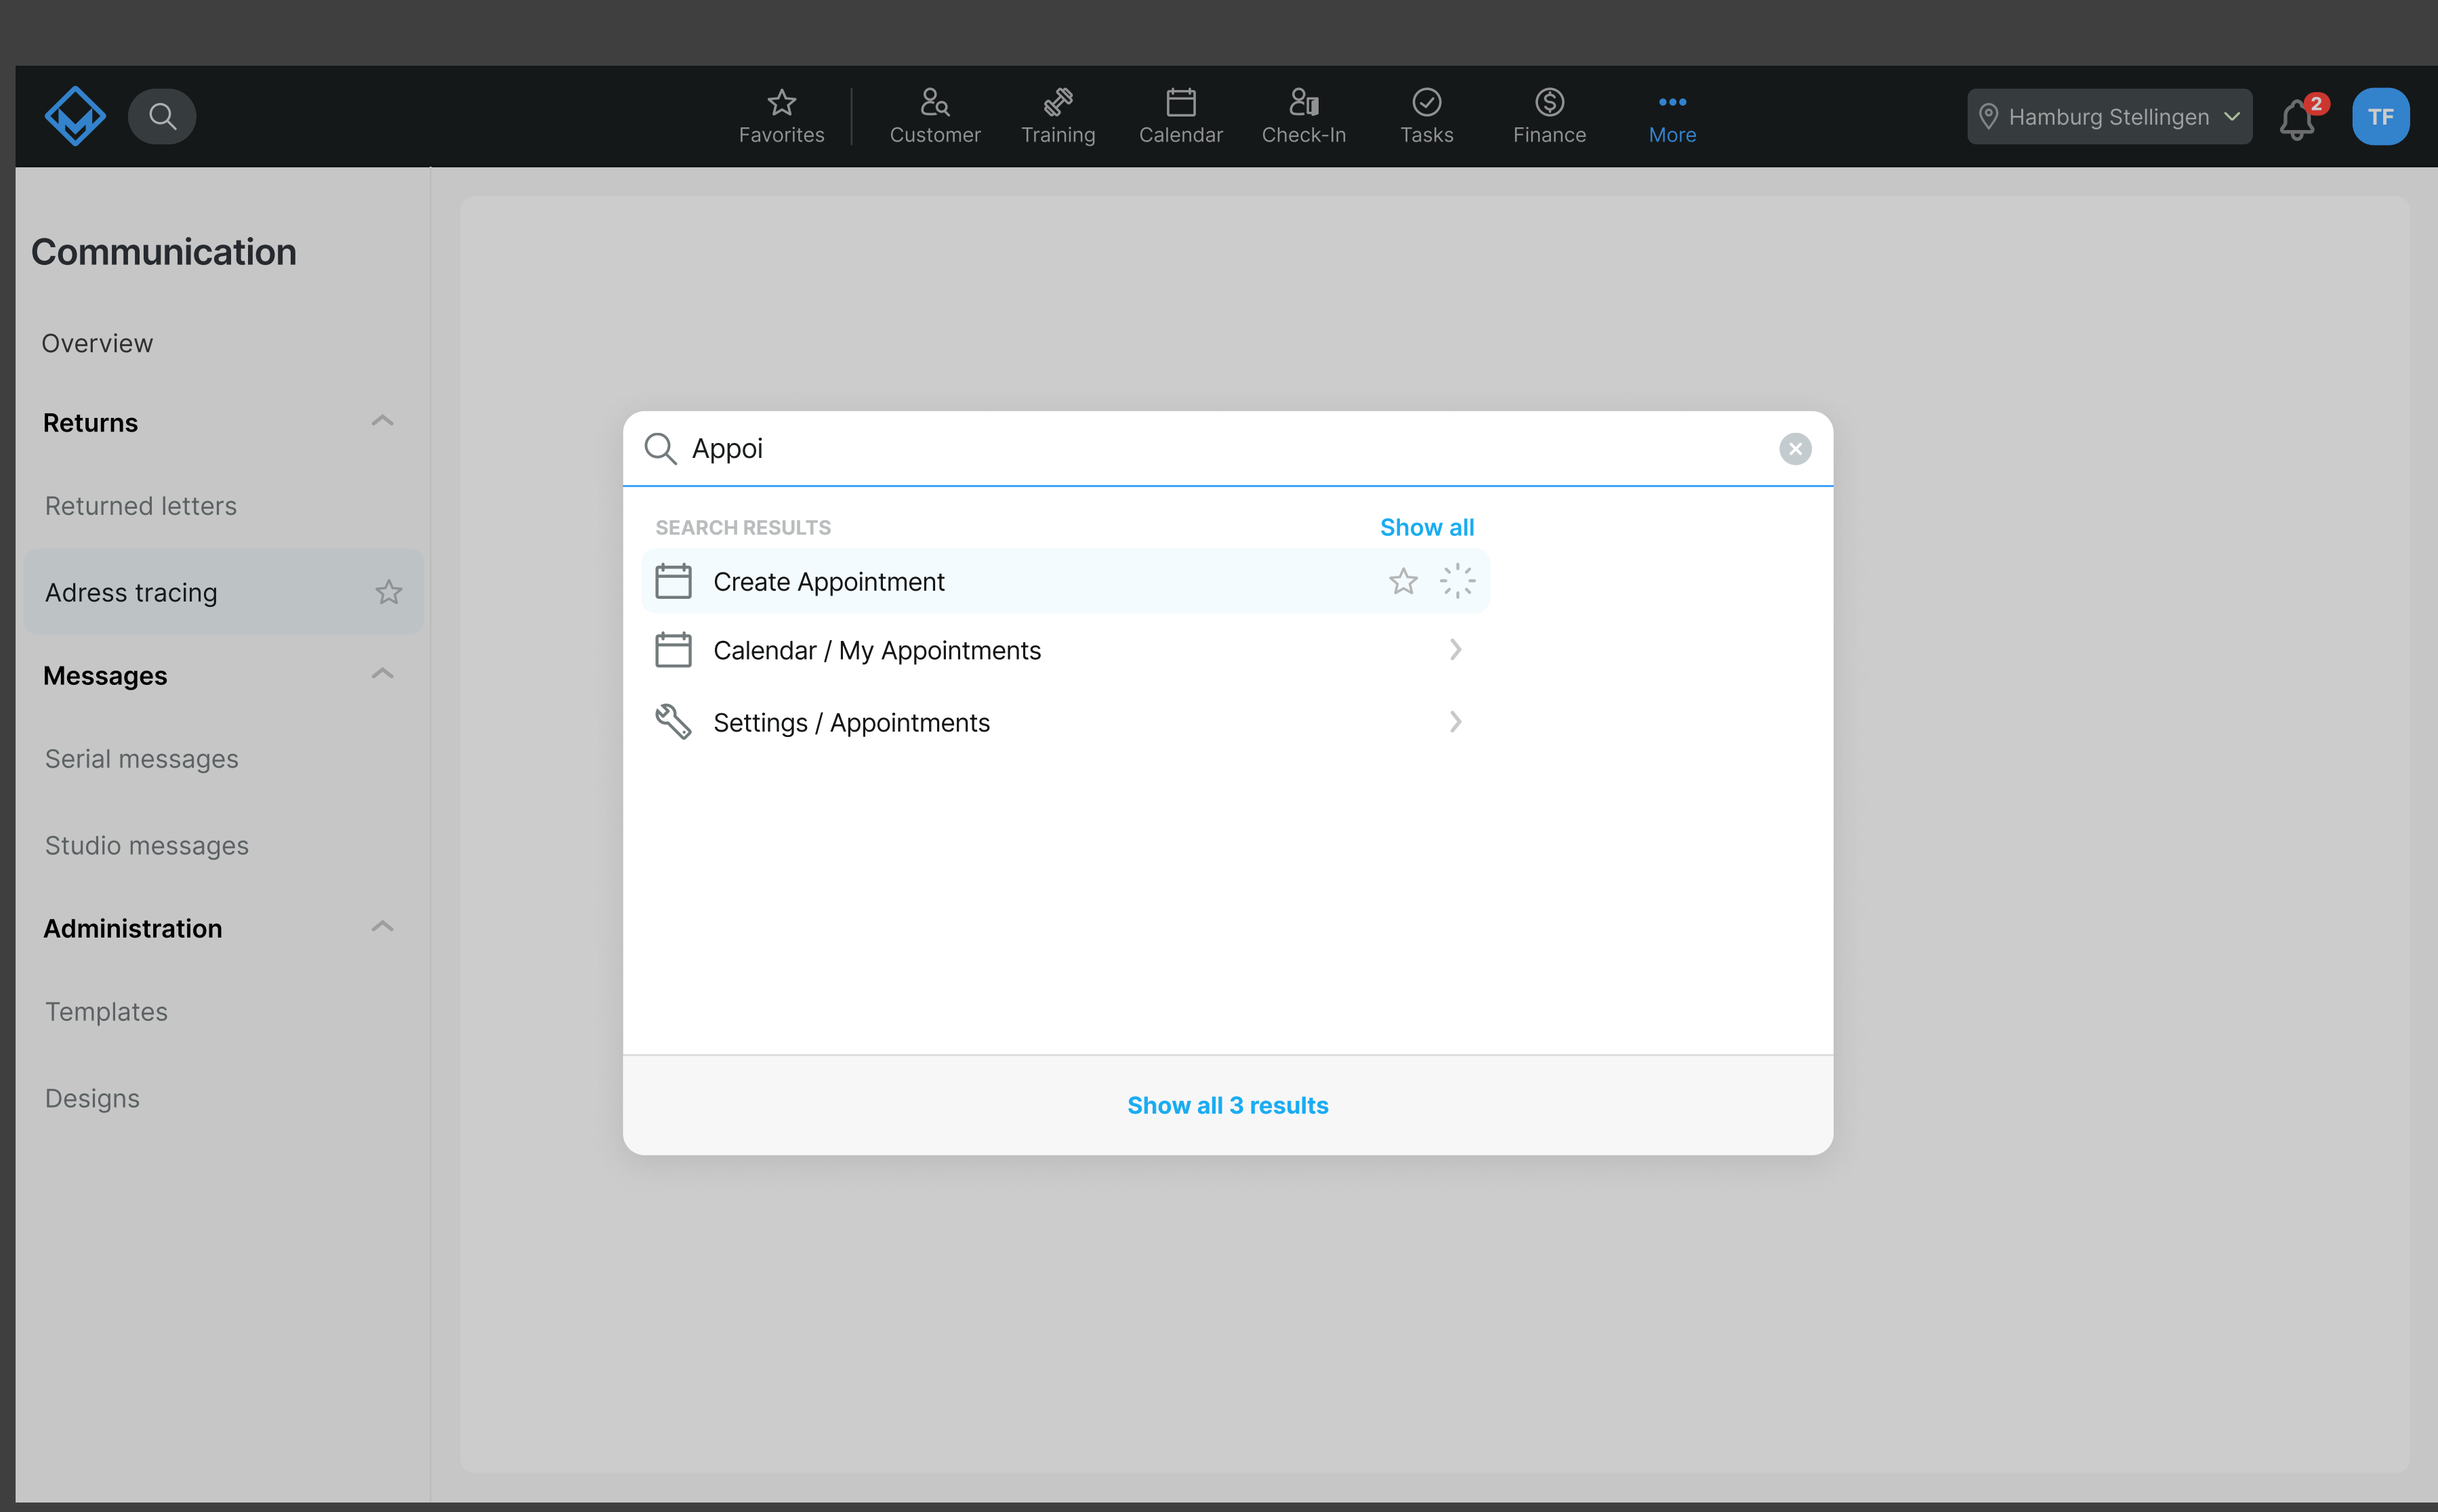 Favorites
Customer
Training
Calendar
Check-In
Tasks
Finance
More
Hamburg Stellingen
2
TF
Communication
Overview
Returns
Returned letters
Adress tracing
Messages
Serial messages
Studio messages
Administration
Templates
Designs
Appoi
SEARCH RESULTS
Show all
Create Appointment
Calendar / My Appointments
Settings / Appointments
Show all 3 results